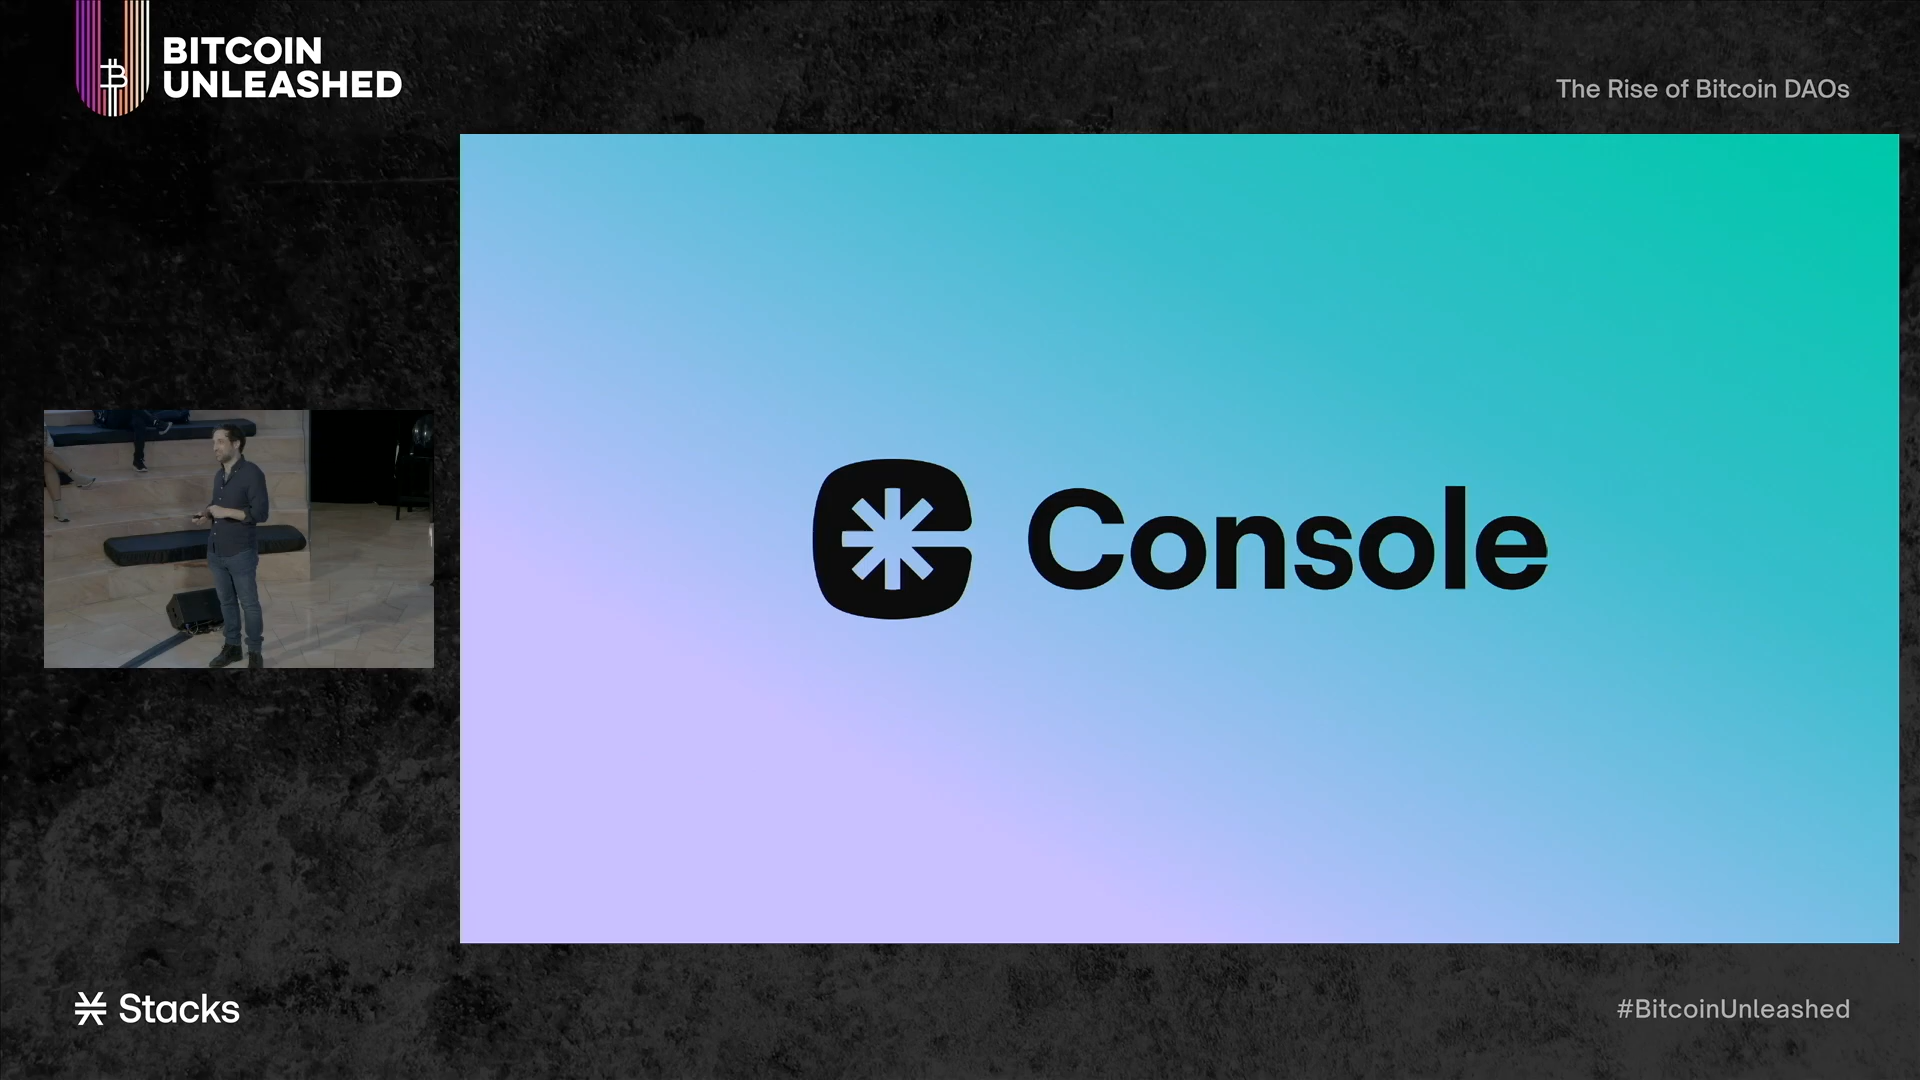 BITCOIN
UNLEASHED
The Rise of Bitcoin DAOs
Console
Stacks
#BitcoinUnleashed